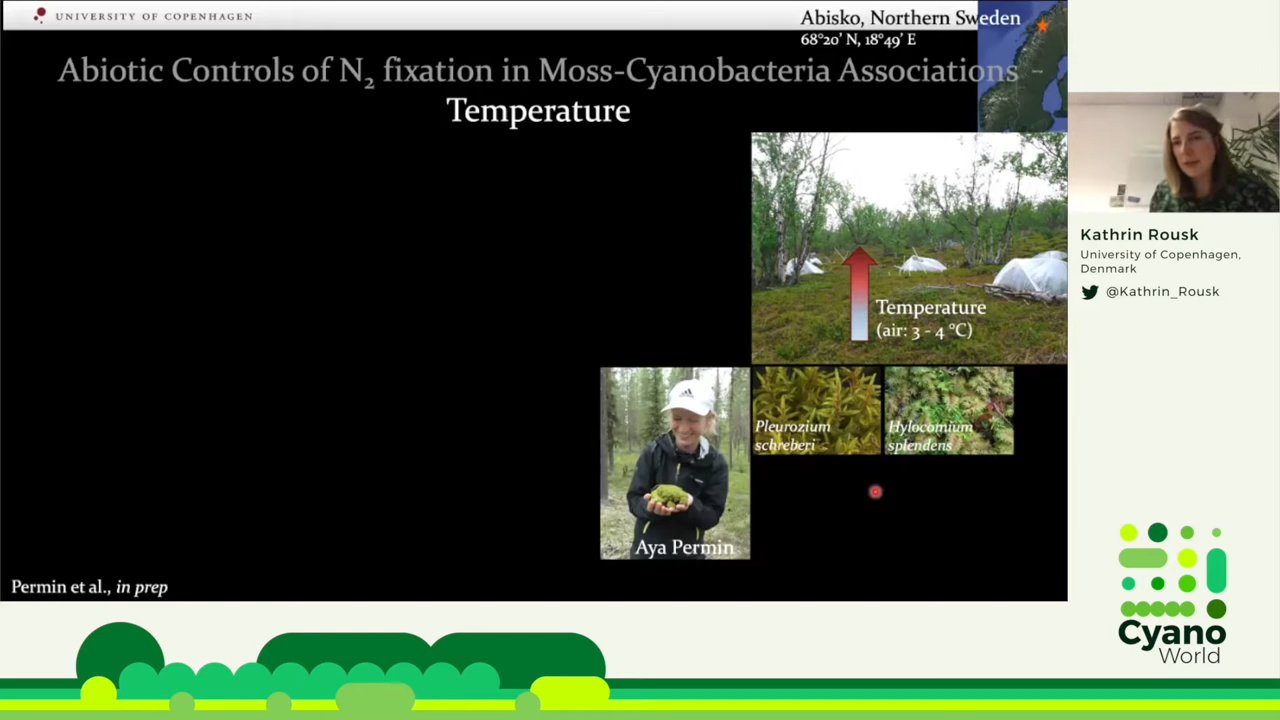 UNIVERSITY OF COPENHAGEN
Abisko, Northern Sweden
68°20' N, 18°49' E
Abiotic Controls of N₂ fixation in Moss-Cyanobacteria Associations
Temperature
Temperature
(air: 3 - 4 °C)
Pleurozium
schreberi
Hylocomium
splendens
Aya Permin
Permin et al., in prep
Kathrin Rousk
University of Copenhagen,
Denmark
@Kathrin_Rousk
Cyano
World